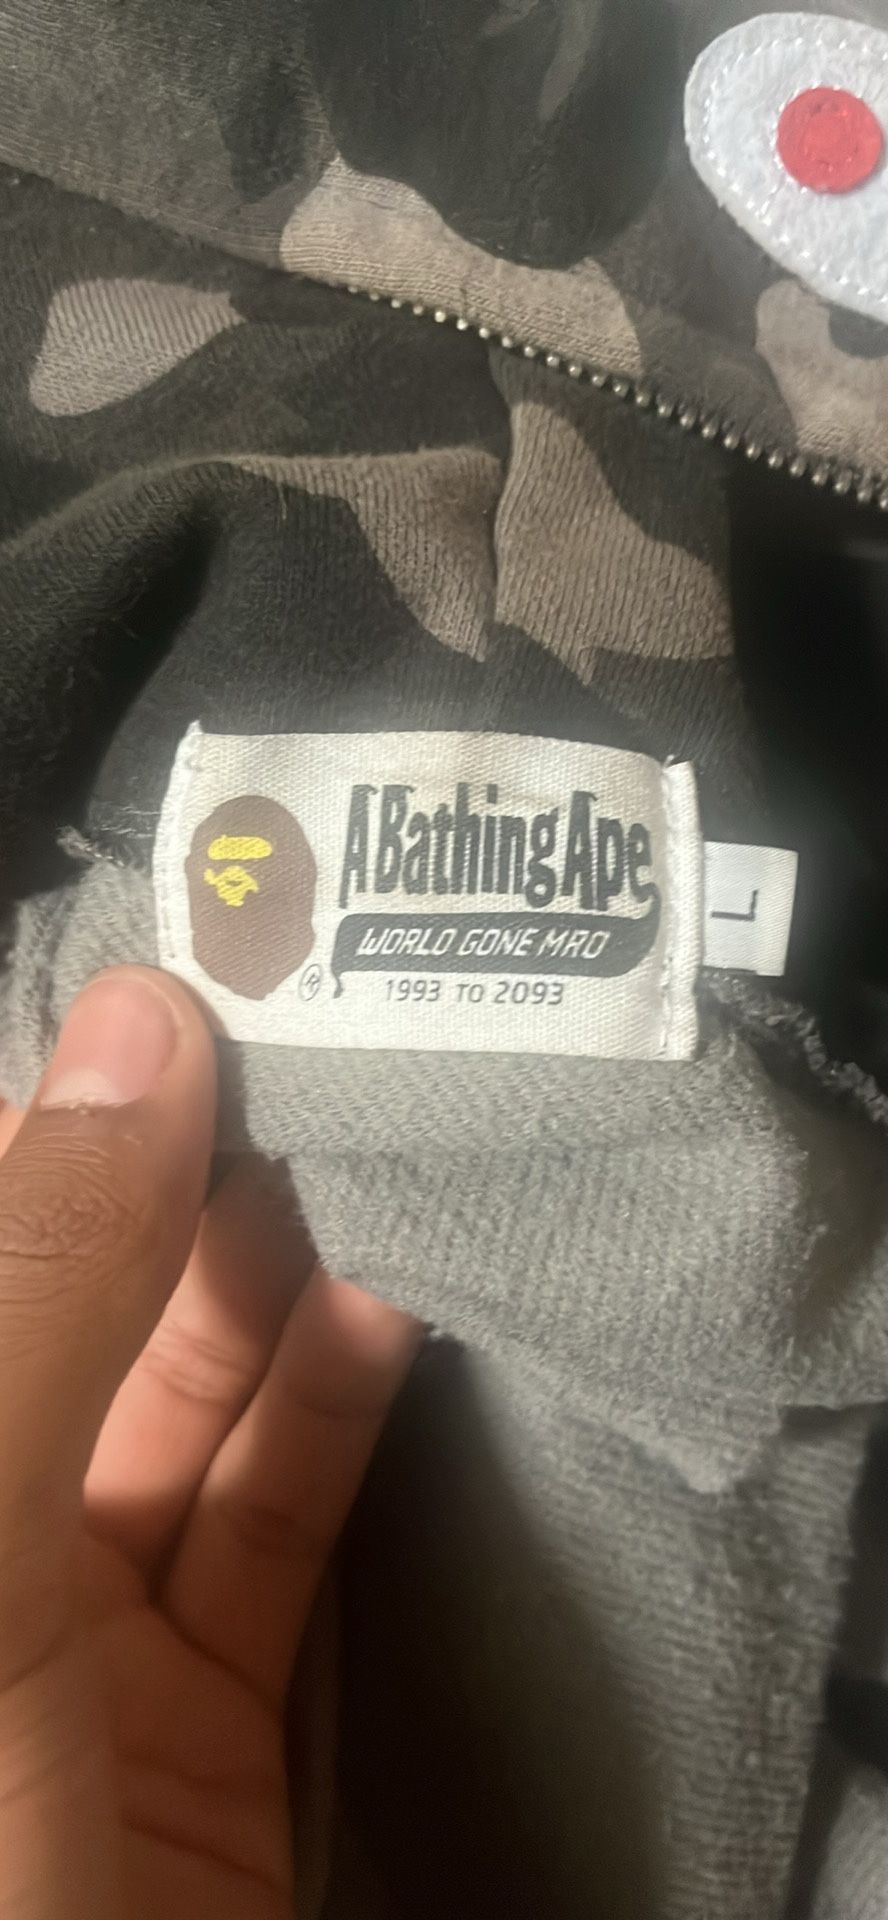 A Bathing Ape
WORLD GONE MAD
1993 TO 2093
®
L